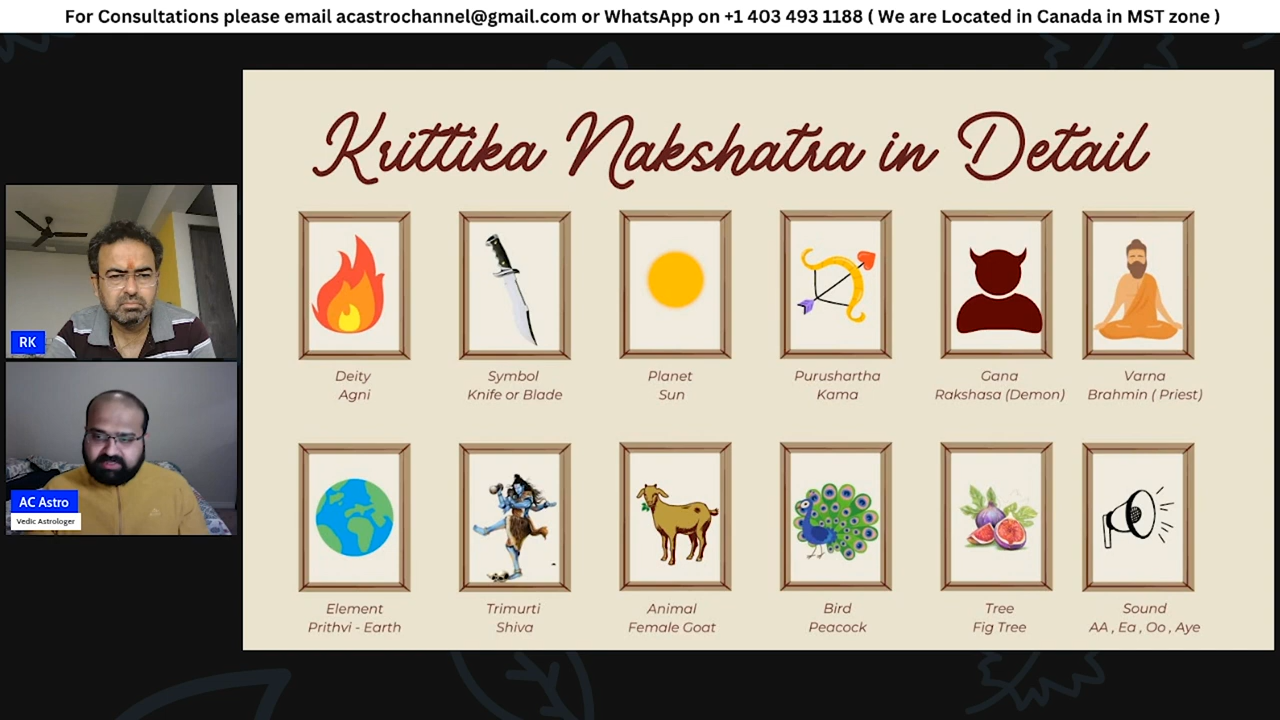 For Consultations please email acastrochannel@gmail.com or WhatsApp on +1 403 493 1188 ( We are Located in Canada in MST zone )
Krittika Nakshatra in Detail
RK
AC Astro
Vedic Astrologer
Deity
Agni
Symbol
Knife or Blade
Planet
Sun
Purushartha
Kama
Gana
Rakshasa (Demon)
Varna
Brahmin ( Priest)
Element
Prithvi - Earth
Trimurti
Shiva
Animal
Female Goat
Bird
Peacock
Tree
Fig Tree
Sound
AA , Ea , Oo , Aye